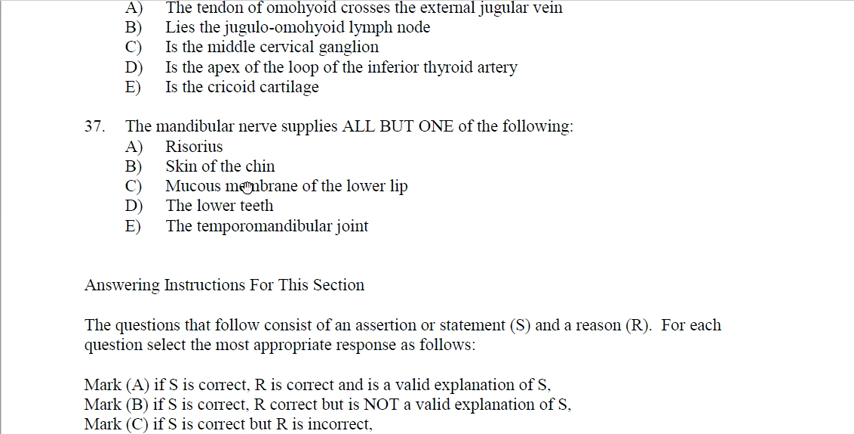 A) The tendon of omohyoid crosses the external jugular vein
B) Lies the jugulo-omohyoid lymph node
C) Is the middle cervical ganglion
D) Is the apex of the loop of the inferior thyroid artery
E) Is the cricoid cartilage
37. The mandibular nerve supplies ALL BUT ONE of the following:
A) Risorius
B) Skin of the chin
C) Mucous membrane of the lower lip
D) The lower teeth
E) The temporomandibular joint
Answering Instructions For This Section
The questions that follow consist of an assertion or statement (S) and a reason (R). For each
question select the most appropriate response as follows:
Mark (A) if S is correct, R is correct and is a valid explanation of S,
Mark (B) if S is correct, R correct but is NOT a valid explanation of S,
Mark (C) if S is correct but R is incorrect,